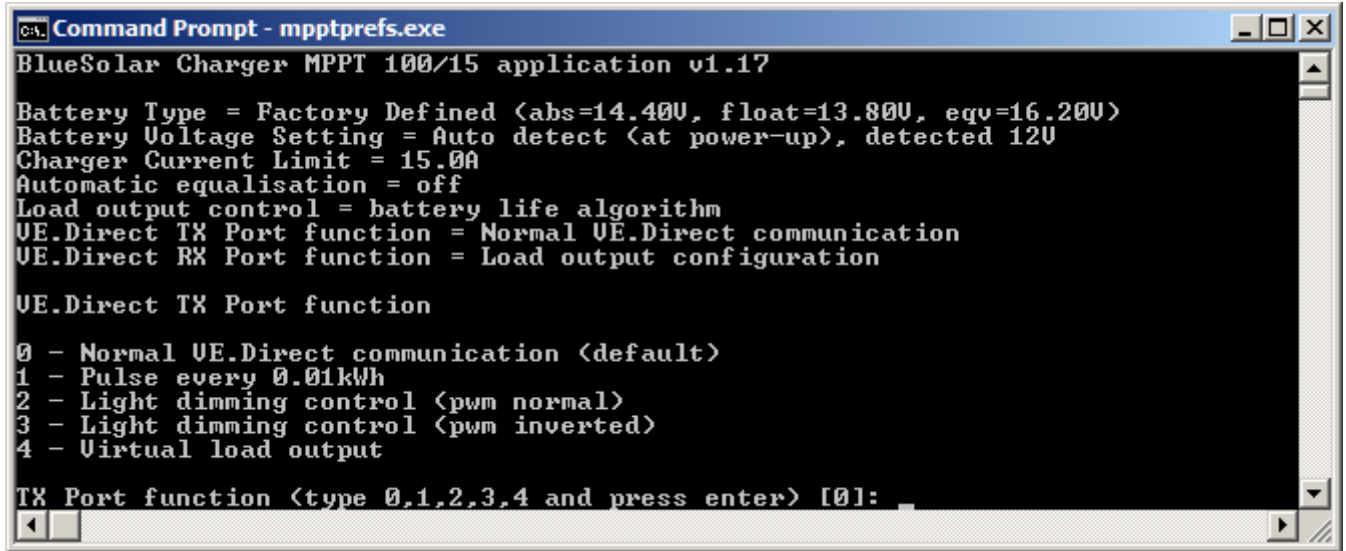 Command Prompt - mpptprefs.exe
BlueSolar Charger MPPT 100/15 application v1.17
Battery Type = Factory Defined (abs=14.40V, float=13.80V, eqv=16.20V)
Battery Voltage Setting = Auto detect (at power-up), detected 12V
Charger Current Limit = 15.0A
Automatic equalisation = off
Load output control = battery life algorithm
VE.Direct TX Port function = Normal VE.Direct communication
VE.Direct RX Port function = Load output configuration
VE.Direct TX Port function
0 - Normal VE.Direct communication (default)
1 - Pulse every 0.01kWh
2 - Light dimming control (pwm normal)
3 - Light dimming control (pwm inverted)
4 - Virtual load output
TX Port function (type 0,1,2,3,4 and press enter) [0]: _